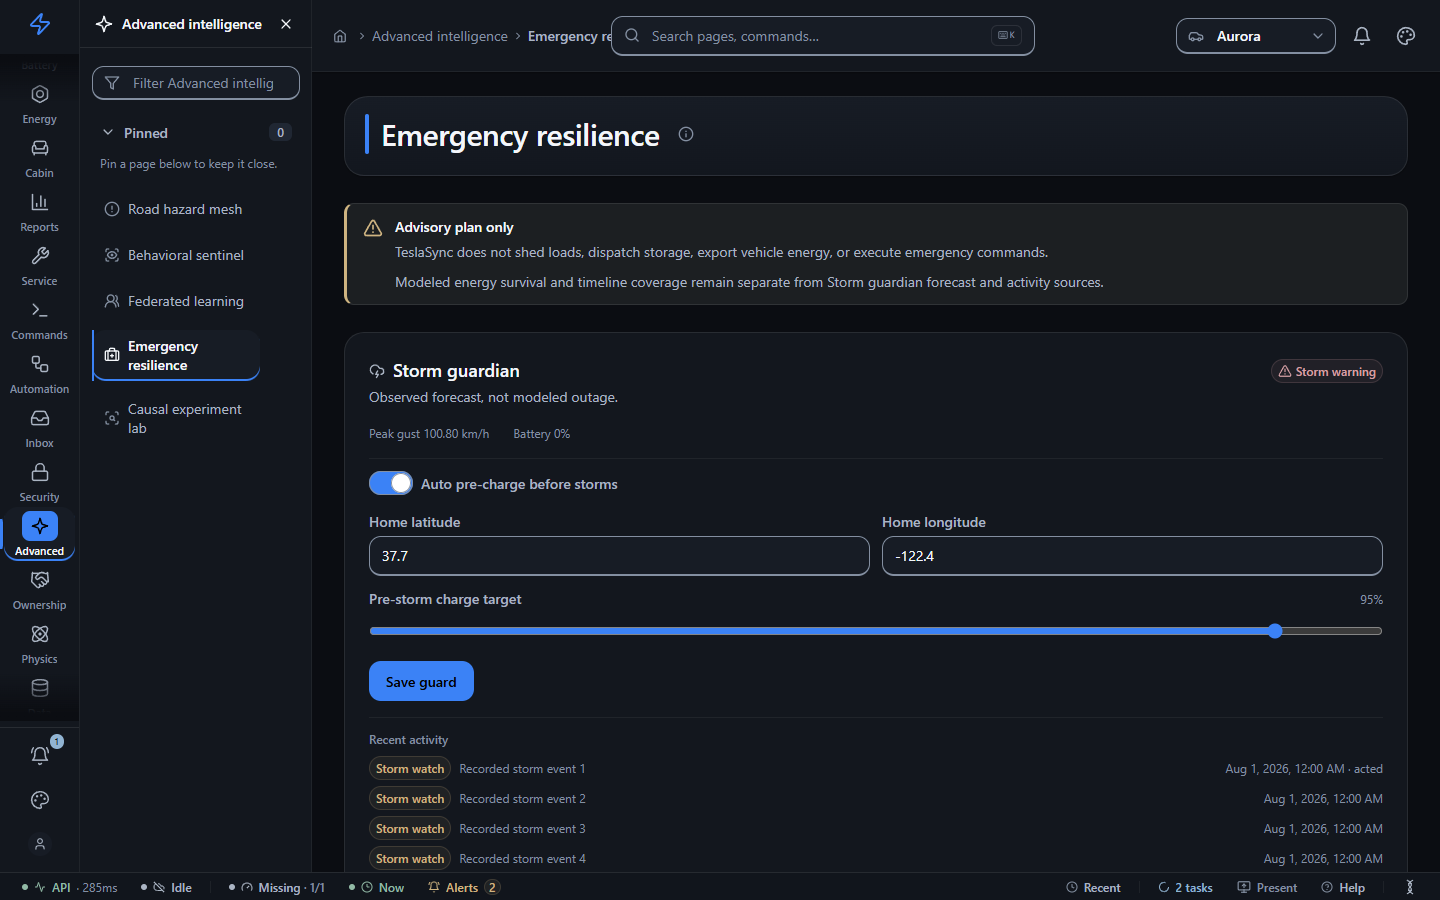 Advanced intelligence
Advanced intelligence
Emergency re
Search pages, commands...
K
Aurora
Energy
Cabin
Reports
Service
Commands
Automation
Inbox
Security
Advanced
Ownership
Physics
1
Filter Advanced intellig
Pinned
0
Pin a page below to keep it close.
Road hazard mesh
Behavioral sentinel
Federated learning
Emergency
resilience
Causal experiment
lab
Emergency resilience
Advisory plan only
TeslaSync does not shed loads, dispatch storage, export vehicle energy, or execute emergency commands.
Modeled energy survival and timeline coverage remain separate from Storm guardian forecast and activity sources.
Storm guardian
Storm warning
Observed forecast, not modeled outage.
Peak gust 100.80 km/h
Battery 0%
Auto pre-charge before storms
Home latitude
Home longitude
37.7
-122.4
Pre-storm charge target
95%
Save guard
Recent activity
Storm watch Recorded storm event 1 Aug 1, 2026, 12:00 AM · acted
Storm watch Recorded storm event 2 Aug 1, 2026, 12:00 AM
Storm watch Recorded storm event 3 Aug 1, 2026, 12:00 AM
Storm watch Recorded storm event 4 Aug 1, 2026, 12:00 AM
API · 285ms
Idle
Missing · 1/1
Now
Alerts 2
Recent
2 tasks
Present
Help